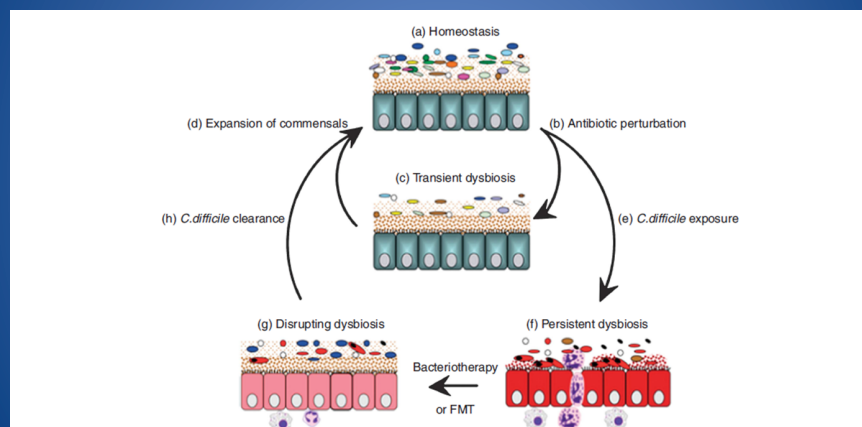 (a) Homeostasis
(d) Expansion of commensals
(b) Antibiotic perturbation
(c) Transient dysbiosis
(h) C.difficile clearance
(e) C.difficile exposure
(g) Disrupting dysbiosis
(f) Persistent dysbiosis
Bacteriotherapy
or FMT